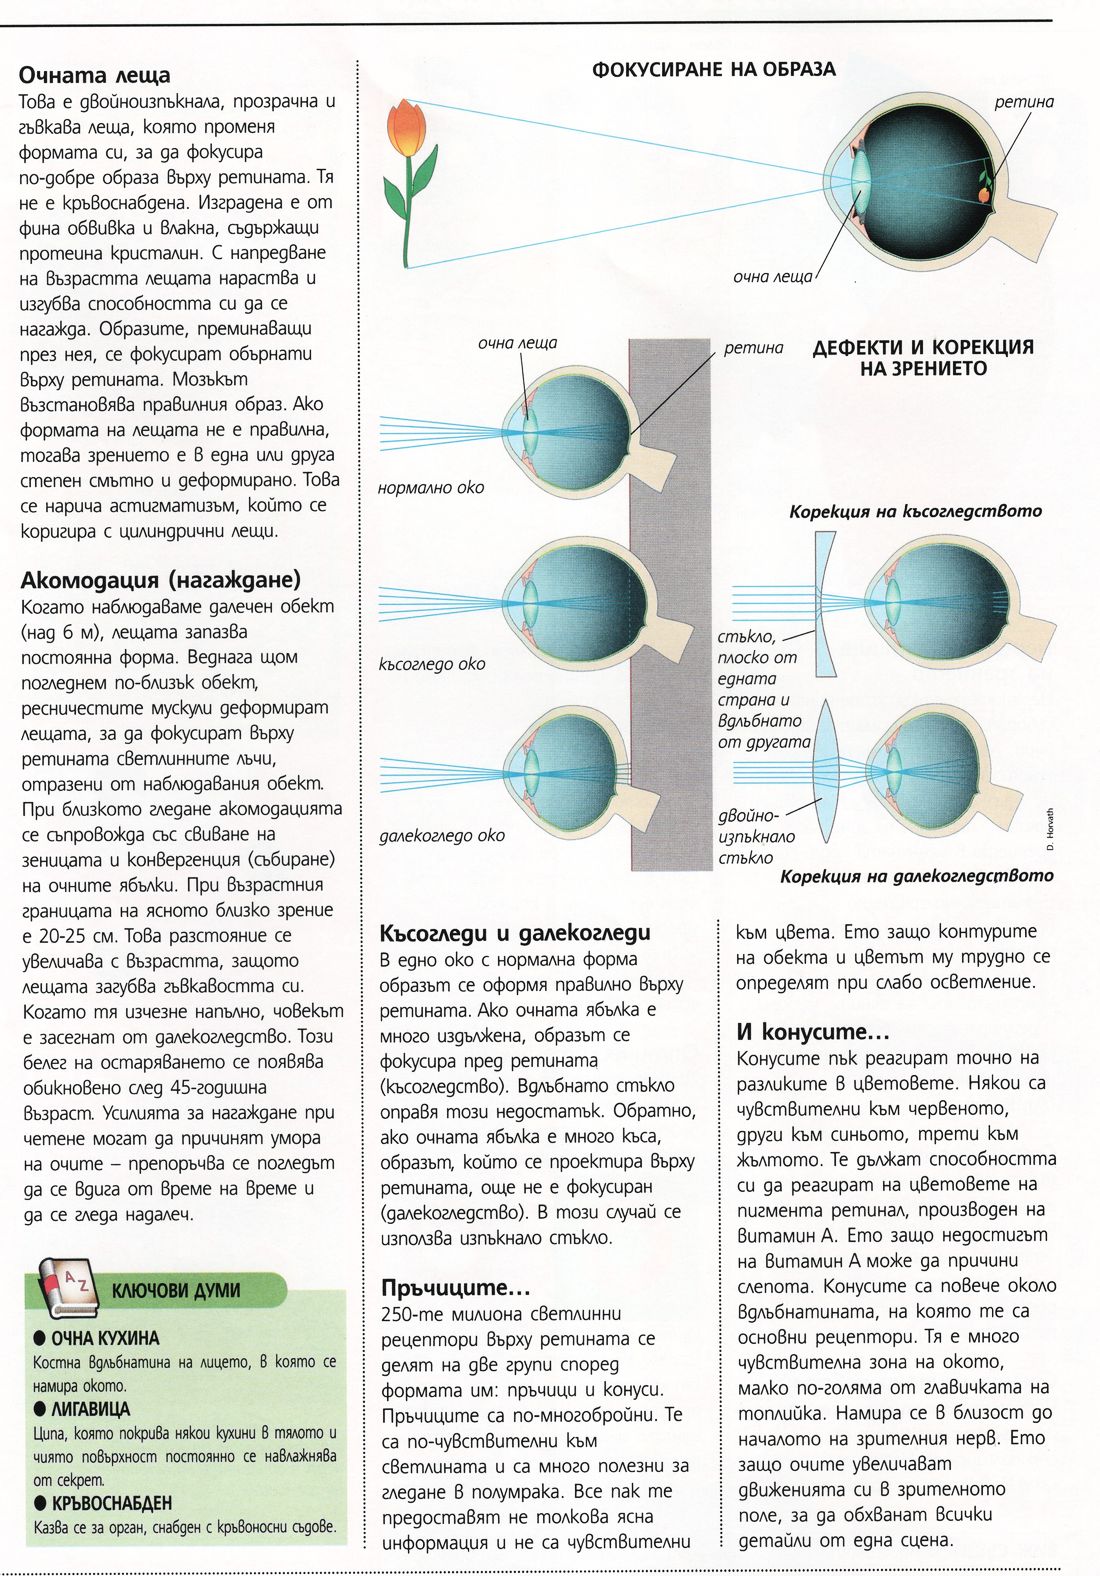 Очната леща
Това е двойноизпъкнала, прозрачна и
гъвкава леща, която променя
формата си, за да фокусира
по-добре образа върху ретината. Тя
не е кръвоснабдена. Изградена е от
фина обвивка и влакна, съдържащи
протеина кристалин. С напредване
на възрастта лещата нараства и
изгубва способността си да се
нагажда. Образите, преминаващи
през нея, се фокусират обърнати
върху ретината. Мозъкът
възстановява правилния образ. Ако
формата на лещата не е правилна,
тогава зрението е в една или друга
степен смътно и деформирано. Това
се нарича астигматизъм, който се
коригира с цилиндрични лещи.
Акомодация (нагаждане)
Когато наблюдаваме далечен обект
(над 6 м), лещата запазва
постоянна форма. Веднага щом
погледнем по-близък обект,
ресничестите мускули деформират
лещата, за да фокусират върху
ретината светлинните лъчи,
отразени от наблюдавания обект.
При близкото гледане акомодацията
се съпровожда със свиване на
зеницата и конвергенция (събиране)
на очните ябълки. При възрастния
границата на ясното близко зрение
е 20-25 см. Това разстояние се
увеличава с възрастта, защото
лещата загубва гъвкавостта си.
Когато тя изчезне напълно, човекът
е засегнат от далекогледство. Този
белег на остаряването се появява
обикновено след 45-годишна
възраст. Усилията за нагаждане при
четене могат да причинят умора
на очите – препоръчва се погледът
да се вдига от време на време и
да се гледа надалеч.
A Z
КЛЮЧОВИ ДУМИ
● ОЧНА КУХИНА
Костна вдлъбнатина на лицето, в която се
намира окото.
● ЛИГАВИЦА
Ципа, която покрива някои кухини в тялото и
чиято повърхност постоянно се навлажнява
от секрет.
● КРЪВОСНАБДЕН
Казва се за орган, снабден с кръвоносни съдове.
ФОКУСИРАНЕ НА ОБРАЗА
ретина
очна леща
очна леща
ретина
ДЕФЕКТИ И КОРЕКЦИЯ
НА ЗРЕНИЕТО
нормално око
Корекция на късогледството
късогледо око
стъкло,
плоско от
едната
страна и
вдлъбнато
от другата
далекогледо око
двойно-
изпъкнало
стъкло
D. Horvath
Корекция на далекогледството
Късогледи и далекогледи
В едно око с нормална форма
образът се оформя правилно върху
ретината. Ако очната ябълка е
много издължена, образът се
фокусира пред ретината
(късогледство). Вдлъбнато стъкло
оправя този недостатък. Обратно,
ако очната ябълка е много къса,
образът, който се проектира върху
ретината, още не е фокусиран
(далекогледство). В този случай се
използва изпъкнало стъкло.
Пръчиците...
250-те милиона светлинни
рецептори върху ретината се
делят на две групи според
формата им: пръчици и конуси.
Пръчиците са по-многобройни. Те
са по-чувствителни към
светлината и са много полезни за
гледане в полумрака. Все пак те
предоставят не толкова ясна
информация и не са чувствителни
към цвета. Ето защо контурите
на обекта и цветът му трудно се
определят при слабо осветление.
И конусите...
Конусите пък реагират точно на
разликите в цветовете. Някои са
чувствителни към червеното,
други към синьото, трети към
жълтото. Те дължат способността
си да реагират на цветовете на
пигмента ретинал, производен на
витамин А. Ето защо недостигът
на витамин А може да причини
слепота. Конусите са повече около
вдлъбнатината, на която те са
основни рецептори. Тя е много
чувствителна зона на окото,
малко по-голяма от главичката на
топлийка. Намира се в близост до
началото на зрителния нерв. Ето
защо очите увеличават
движенията си в зрителното
поле, за да обхванат всички
детайли от една сцена.